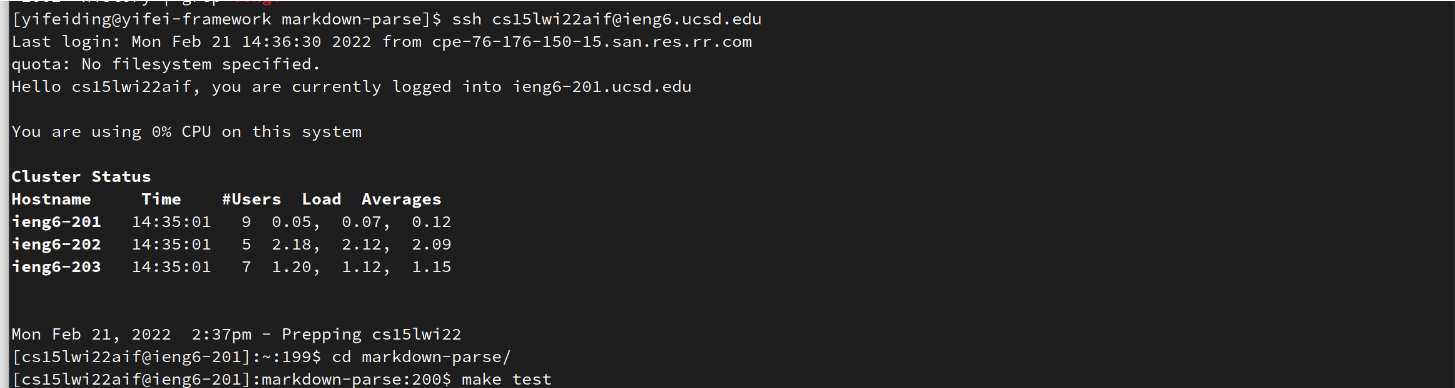 [yifeiding@yifei-framework markdown-parse]$ ssh cs15lwi22aif@ieng6.ucsd.edu
Last login: Mon Feb 21 14:36:30 2022 from cpe-76-176-150-15.san.res.rr.com
quota: No filesystem specified.
Hello cs15lwi22aif, you are currently logged into ieng6-201.ucsd.edu
You are using 0% CPU on this system
Cluster Status
Hostname     Time    #Users  Load  Averages
ieng6-201   14:35:01   9  0.05,  0.07,  0.12
ieng6-202   14:35:01   5  2.18,  2.12,  2.09
ieng6-203   14:35:01   7  1.20,  1.12,  1.15
Mon Feb 21, 2022  2:37pm - Prepping cs15lwi22
[cs15lwi22aif@ieng6-201]:~:199$ cd markdown-parse/
[cs15lwi22aif@ieng6-201]:markdown-parse:200$ make test